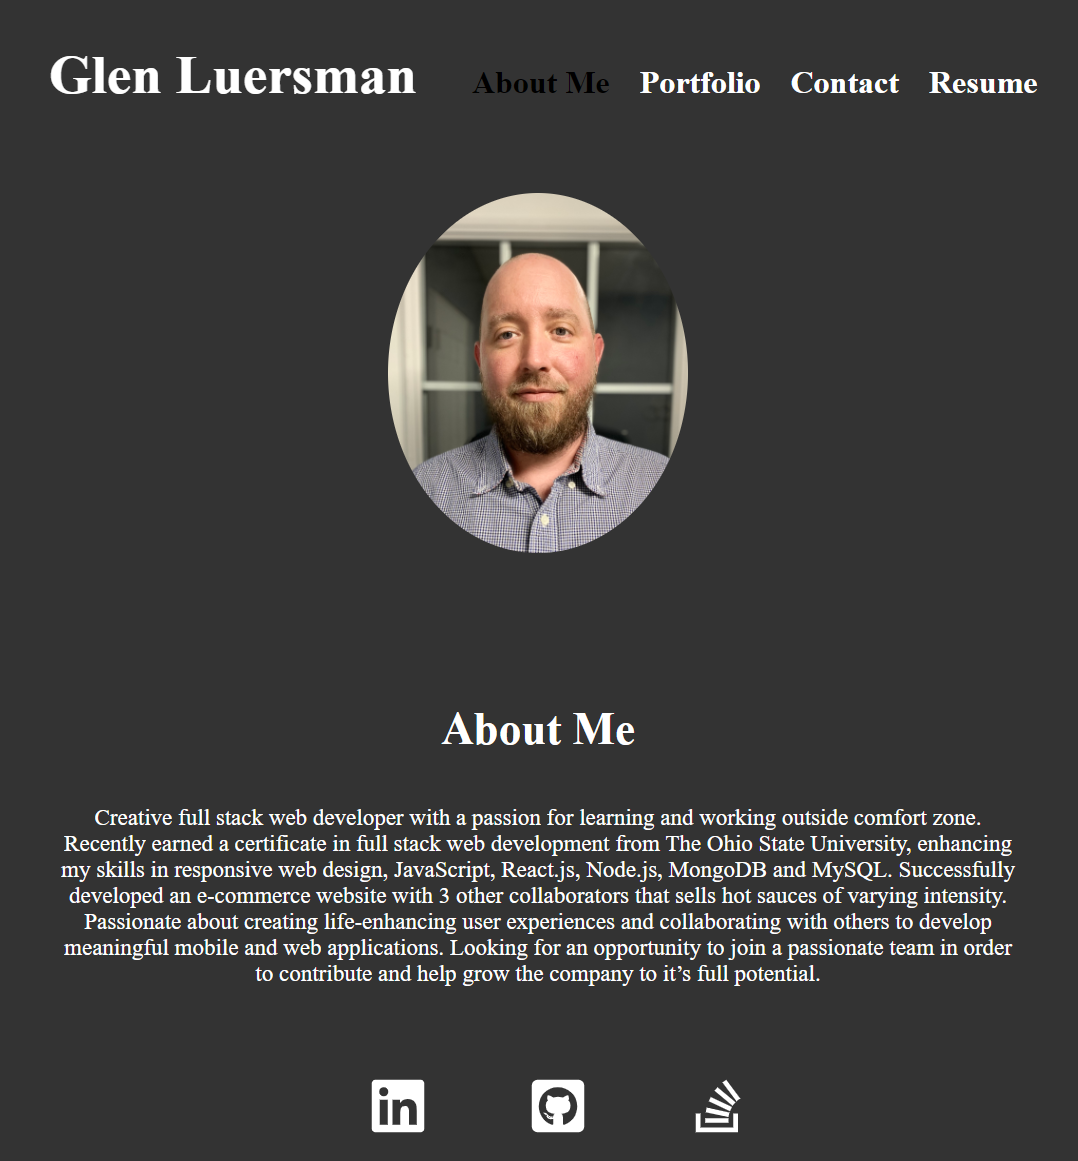 Glen Luersman
About Me Portfolio Contact Resume
About Me
Creative full stack web developer with a passion for learning and working outside comfort zone.
Recently earned a certificate in full stack web development from The Ohio State University, enhancing
my skills in responsive web design, JavaScript, React.js, Node.js, MongoDB and MySQL. Successfully
developed an e-commerce website with 3 other collaborators that sells hot sauces of varying intensity.
Passionate about creating life-enhancing user experiences and collaborating with others to develop
meaningful mobile and web applications. Looking for an opportunity to join a passionate team in order
to contribute and help grow the company to it’s full potential.
in